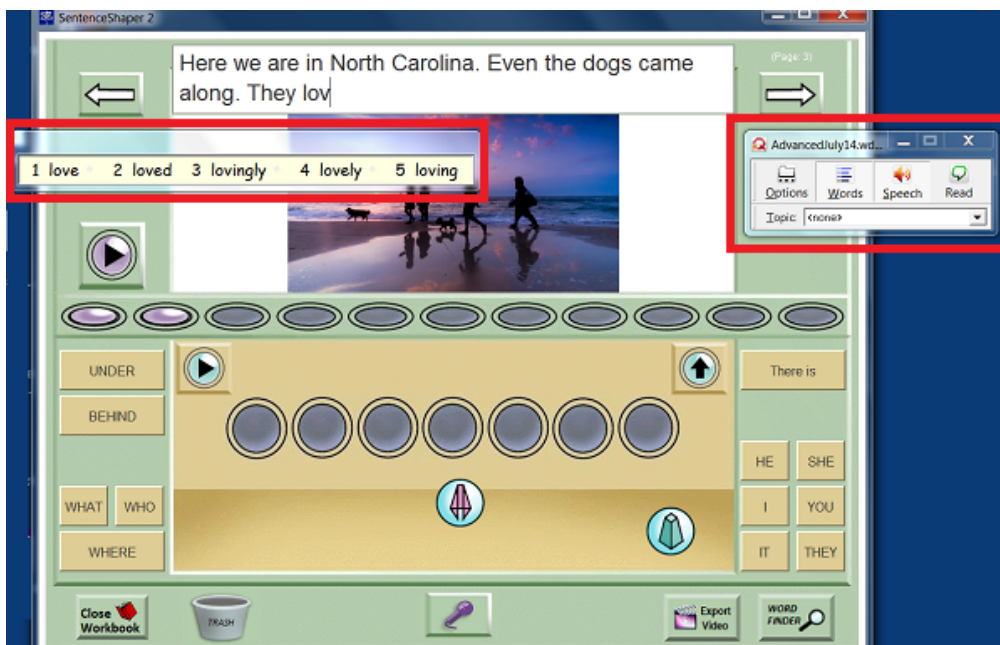 SentenceShaper 2
(Page: 3)
Here we are in North Carolina. Even the dogs came
along. They lov
1 love 2 loved 3 lovingly 4 lovely 5 loving
AdvancedJuly14.wd...
Options Words Speech Read
Topic <none>
UNDER
BEHIND
WHAT WHO
WHERE
There is
HE SHE
I YOU
IT THEY
Close
Workbook
TRASH
Export
Video
WORD
FINDER